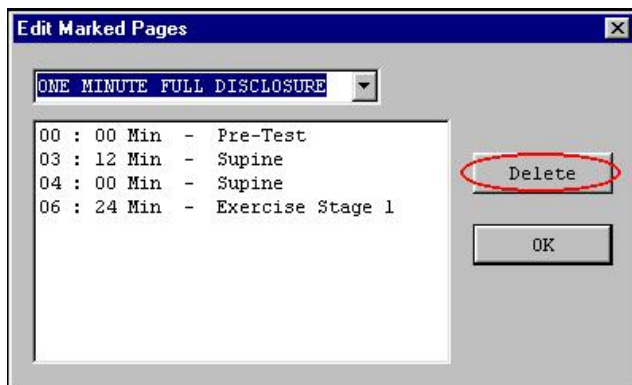 Edit Marked Pages
ONE MINUTE FULL DISCLOSURE
00 : 00 Min - Pre-Test
03 : 12 Min - Supine
04 : 00 Min - Supine
06 : 24 Min - Exercise Stage 1
Delete
OK